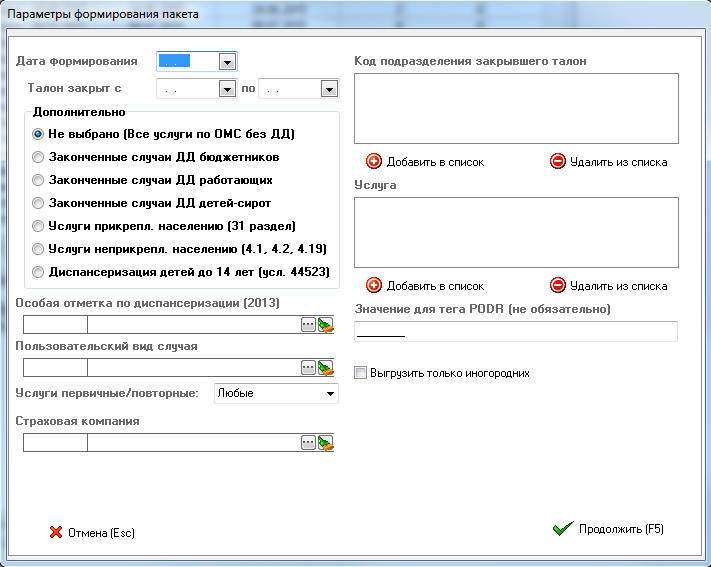 Параметры формирования пакета
Дата формирования . .
Талон закрыт с . . по . .
Дополнительно
Не выбрано (Все услуги по ОМС без ДД)
Законченные случаи ДД бюджетников
Законченные случаи ДД работающих
Законченные случаи ДД детей-сирот
Услуги прикрепл. населению (31 раздел)
Услуги неприкрепл. населению (4.1, 4.2, 4.19)
Диспансеризация детей до 14 лет (усл. 44523)
Особая отметка по диспансеризации (2013)
Пользовательский вид случая
Услуги первичные/повторные: Любые
Страховая компания
Код подразделения закрывшего талон
Добавить в список Удалить из списка
Услуга
Добавить в список Удалить из списка
Значение для тега PODR (не обязательно)
Выгрузить только иногородних
Отмена (Esc)
Продолжить (F5)